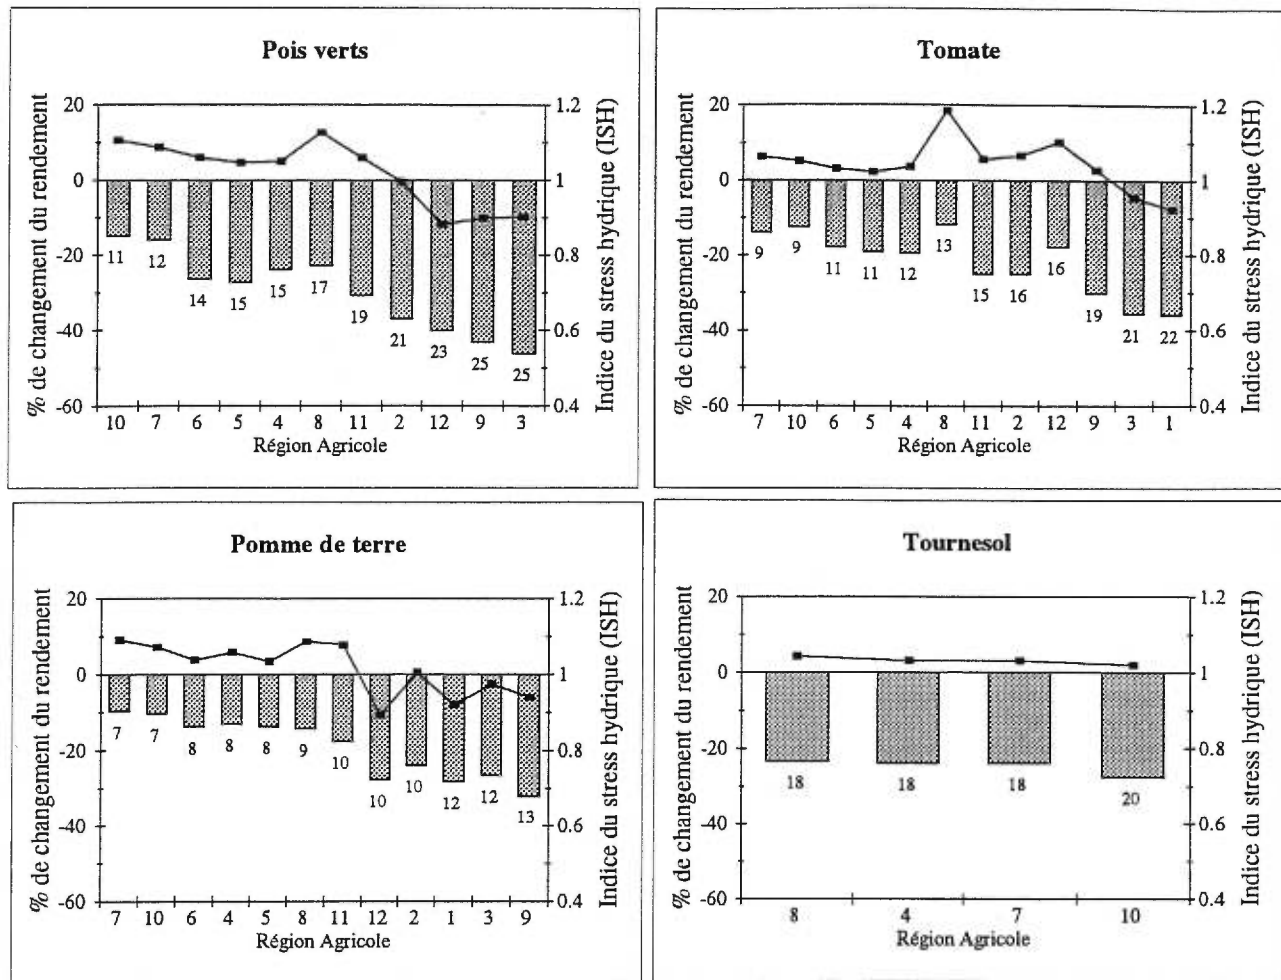 Pois verts
% de changement du rendement
20
0
-20
-40
-60
1.2
1
0.8
0.6
0.4
Indice du stress hydrique (ISH)
11 12 14 15 15 17 19 21 23 25 25
10 7 6 5 4 8 11 2 12 9 3
Région Agricole
Tomate
% de changement du rendement
20
0
-20
-40
-60
1.2
1
0.8
0.6
0.4
Indice du stress hydrique (ISH)
9 9 11 11 12 13 15 16 16 19 21 22
7 10 6 5 4 8 11 2 12 9 3 1
Région Agricole
Pomme de terre
% de changement du rendement
20
0
-20
-40
-60
1.2
1
0.8
0.6
0.4
Indice du stress hydrique (ISH)
7 7 8 8 8 9 10 10 10 12 12 13
7 10 6 4 5 8 11 12 2 1 3 9
Région Agricole
Tournesol
% de changement du rendement
20
0
-20
-40
-60
1.2
1
0.8
0.6
0.4
Indice du stress hydrique (ISH)
18 18 18 20
8 4 7 10
Région Agricole